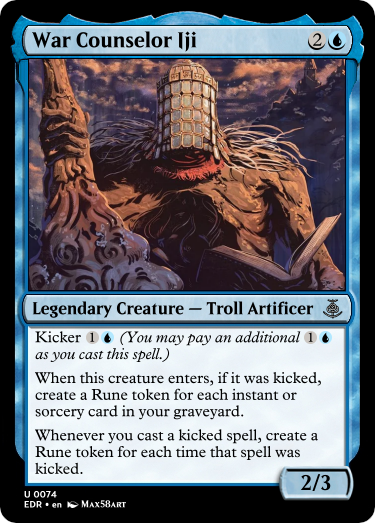 War Counselor Iji 2
Legendary Creature — Troll Artificer
Kicker 1 (You may pay an additional 1
as you cast this spell.)
When this creature enters, if it was kicked,
create a Rune token for each instant or
sorcery card in your graveyard.
Whenever you cast a kicked spell, create a
Rune token for each time that spell was
kicked.
2/3
U 0074
EDR • en Max58art